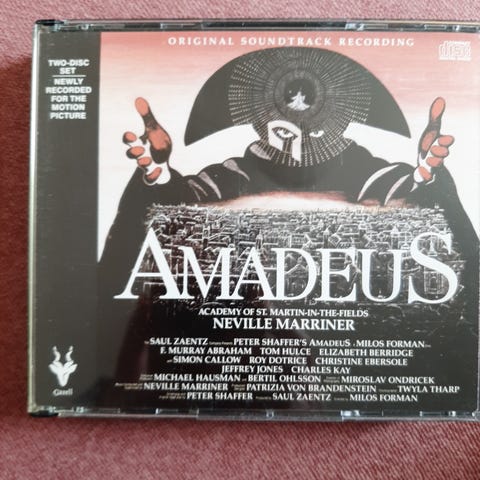 ORIGINAL SOUNDTRACK RECORDING
TWO-DISC
SET
NEWLY
RECORDED
FOR THE
MOTION
PICTURE
AMADEUS
ACADEMY OF ST. MARTIN-IN-THE-FIELDS
NEVILLE MARRINER
SAUL ZAENTZ PETER SHAFFER'S AMADEUS MILOS FORMAN
F. MURRAY ABRAHAM TOM HULCE ELIZABETH BERRIDGE
SIMON CALLOW ROY DOTRICE CHRISTINE EBERSOLE
JEFFREY JONES CHARLES KAY
MICHAEL HAUSMAN BERTIL OHLSSON MIROSLAV ONDRICEK
NEVILLE MARRINER PATRIZIA VON BRANDENSTEIN TWYLA THARP
PETER SHAFFER SAUL ZAENTZ MILOS FORMAN
Gazell